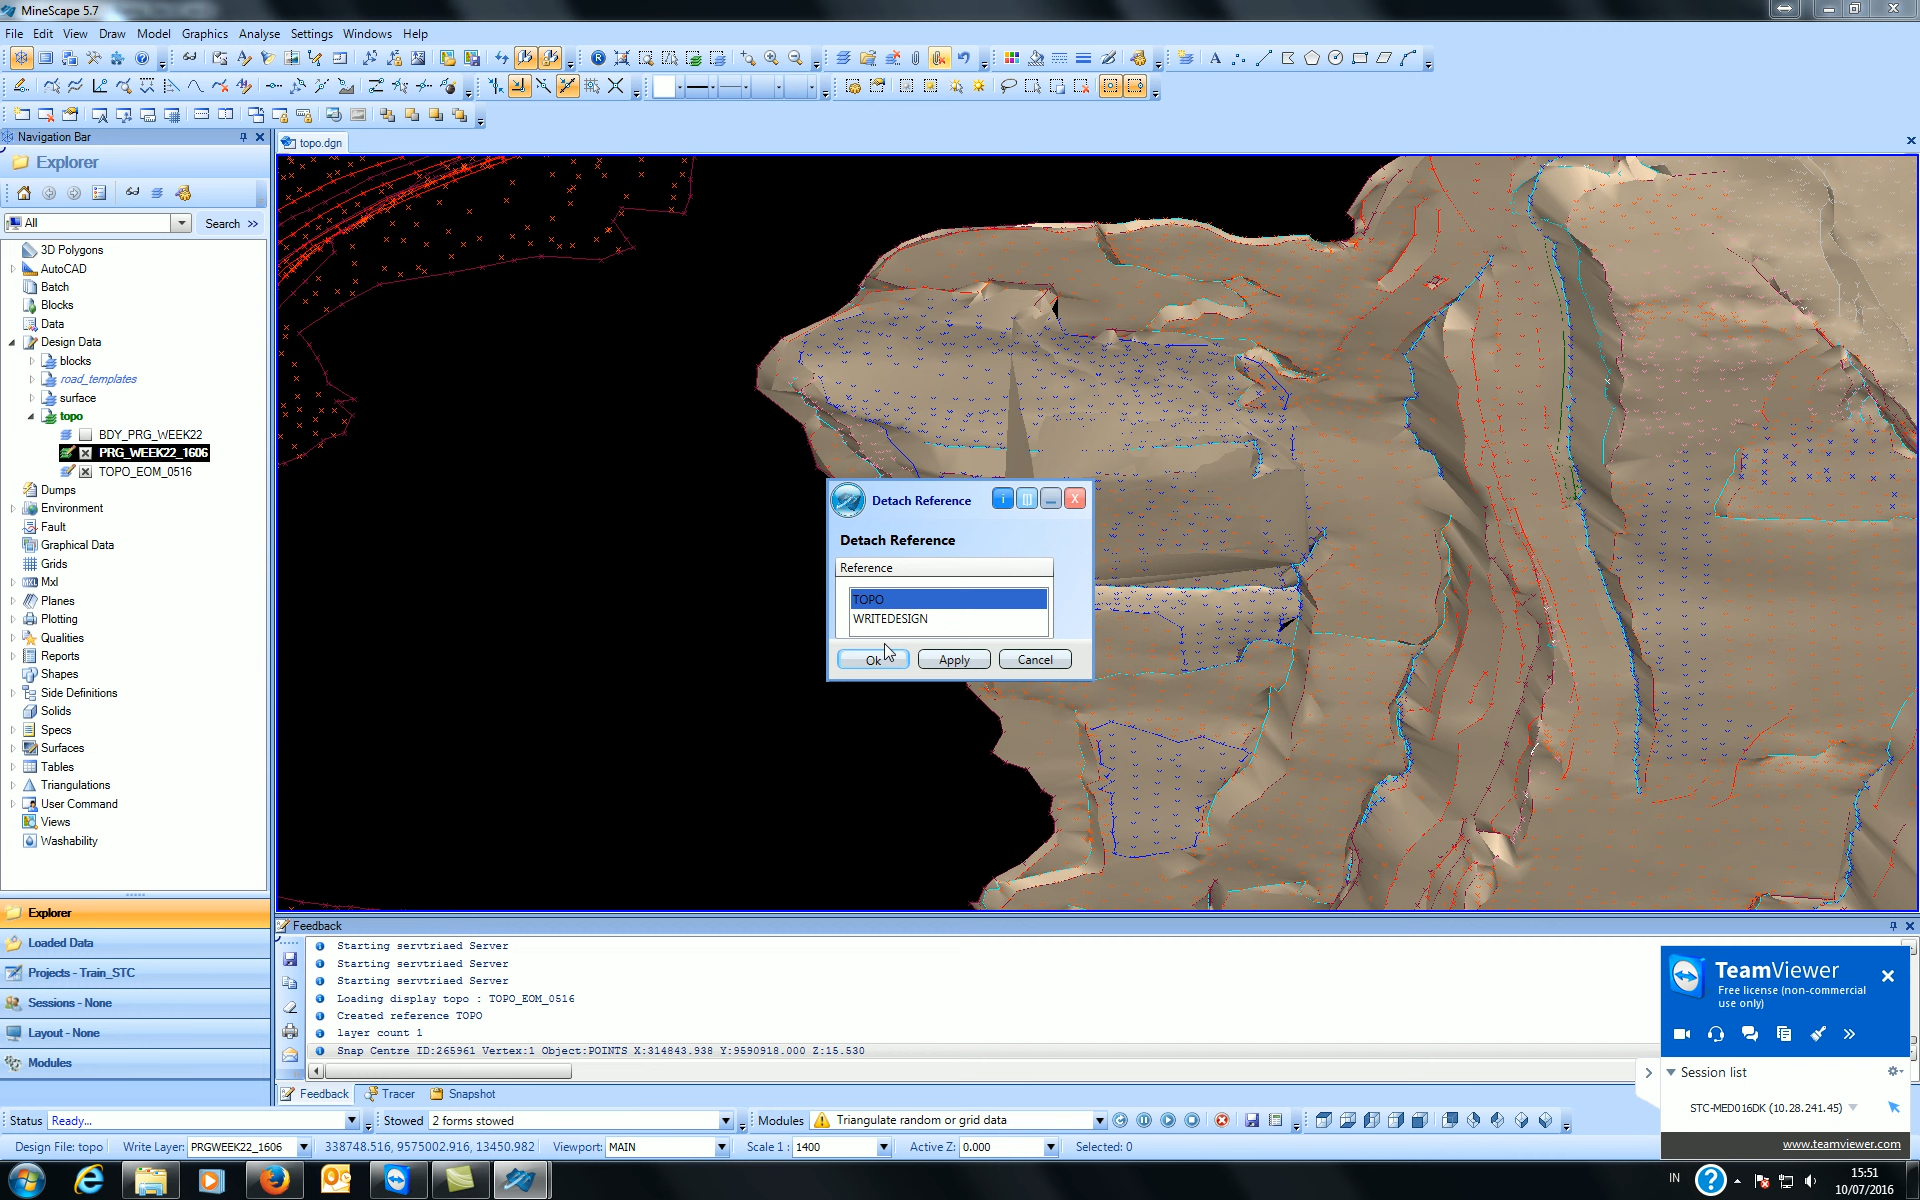 MineScape 5.7
File Edit View Draw Model Graphics Analyse Settings Windows Help
Navigation Bar
topo.dgn
Explorer
All
Search >>
3D Polygons
AutoCAD
Batch
Blocks
Data
Design Data
blocks
road_templates
surface
topo
BDY_PRG_WEEK22
PRG_WEEK22_1606
TOPO_EOM_0516
Dumps
Environment
Fault
Graphical Data
Grids
Mxl
Planes
Plotting
Qualities
Reports
Shapes
Side Definitions
Solids
Specs
Surfaces
Tables
Triangulations
User Command
Views
Washability
Explorer
Loaded Data
Projects - Train_STC
Sessions - None
Layout - None
Modules
Detach Reference
Detach Reference
Reference
TOPO
WRITEDESIGN
Ok Apply Cancel
Feedback
Starting servtriaed Server
Starting servtriaed Server
Starting servtriaed Server
Loading display topo : TOPO_EOM_0516
Created reference TOPO
layer count 1
Snap Centre ID:265961 Vertex:1 Object:POINTS X:314843.938 Y:9590918.000 Z:15.530
Feedback Tracer Snapshot
TeamViewer
Free license (non-commercial
use only)
Session list
STC-MED016DK (10.28.241.45)
www.teamviewer.com
Status Ready... Stowed 2 forms stowed Modules Triangulate random or grid data
Design File: topo Write Layer: PRGWEEK22_1606 338748.516, 9575002.916, 13450.982 Viewport: MAIN Scale 1 : 1400 Active Z: 0.000 Selected: 0
IN
15:51
10/07/2016